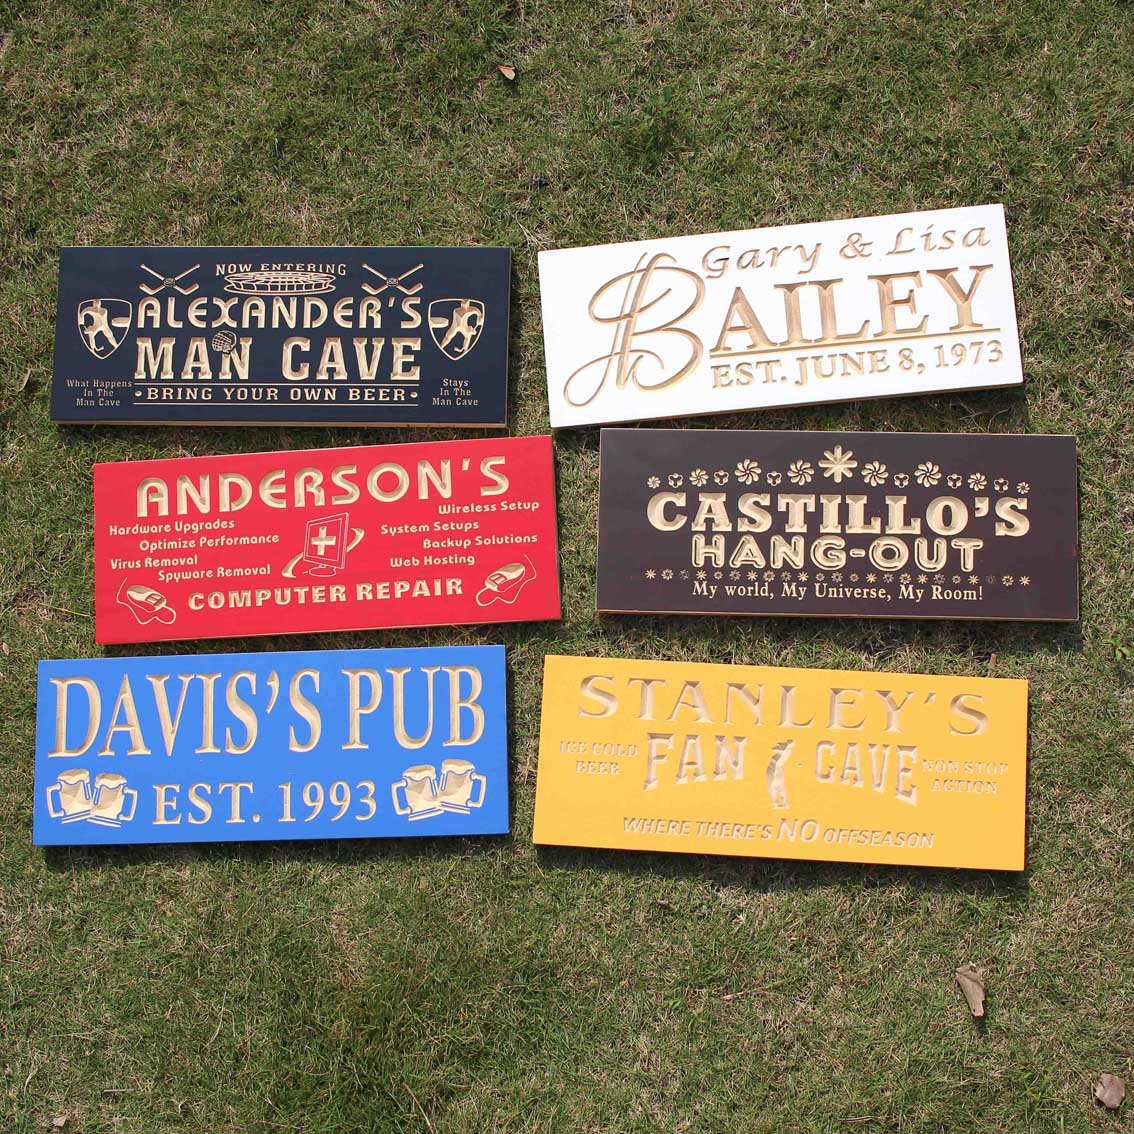 NOW ENTERING
ALEXANDER'S
MAN CAVE
What Happens
In The
Man Cave
•BRING YOUR OWN BEER•
Stays
In The
Man Cave
Gary & Lisa
BAILEY
EST. JUNE 8, 1973
ANDERSON'S
Hardware Upgrades
Optimize Performance
Virus Removal
Spyware Removal
Wireless Setup
System Setups
Backup Solutions
Web Hosting
COMPUTER REPAIR
CASTILLO'S
HANG-OUT
My world, My Universe, My Room!
DAVIS'S PUB
EST. 1993
STANLEY'S
ICE COLD
BEER
FAN CAVE
NON STOP
ACTION
WHERE THERE'S NO OFFSEASON